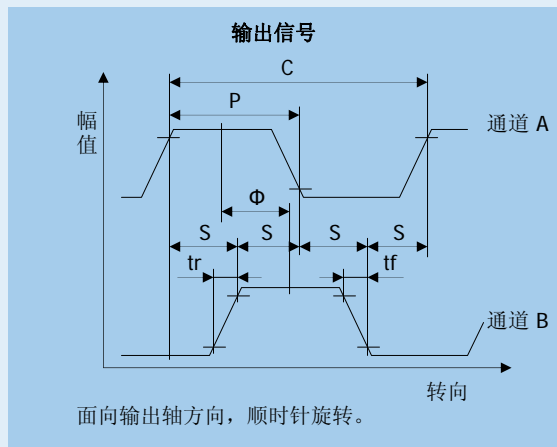 输出信号
C
P
幅值
通道 A
Φ
S S S S
tr tf
通道 B
转向
面向输出轴方向，顺时针旋转。